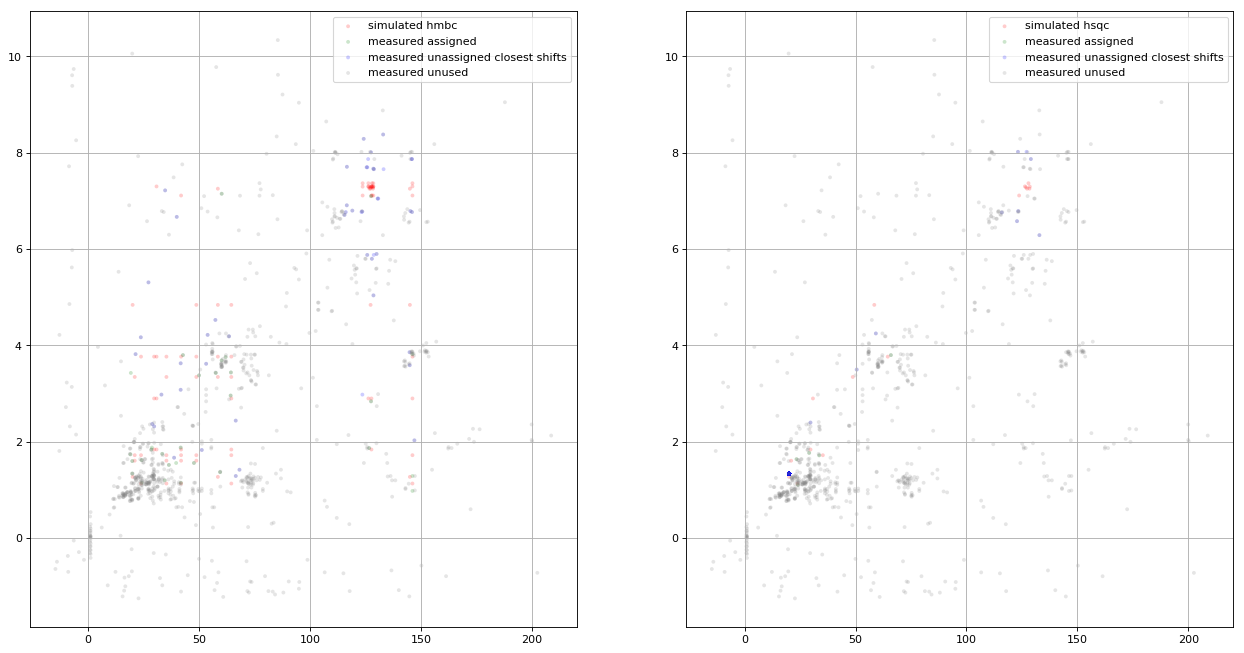 simulated hmbc
measured assigned
measured unassigned closest shifts
measured unused
10
8
6
4
2
0
0 50 100 150 200
simulated hsqc
measured assigned
measured unassigned closest shifts
measured unused
10
8
6
4
2
0
0 50 100 150 200